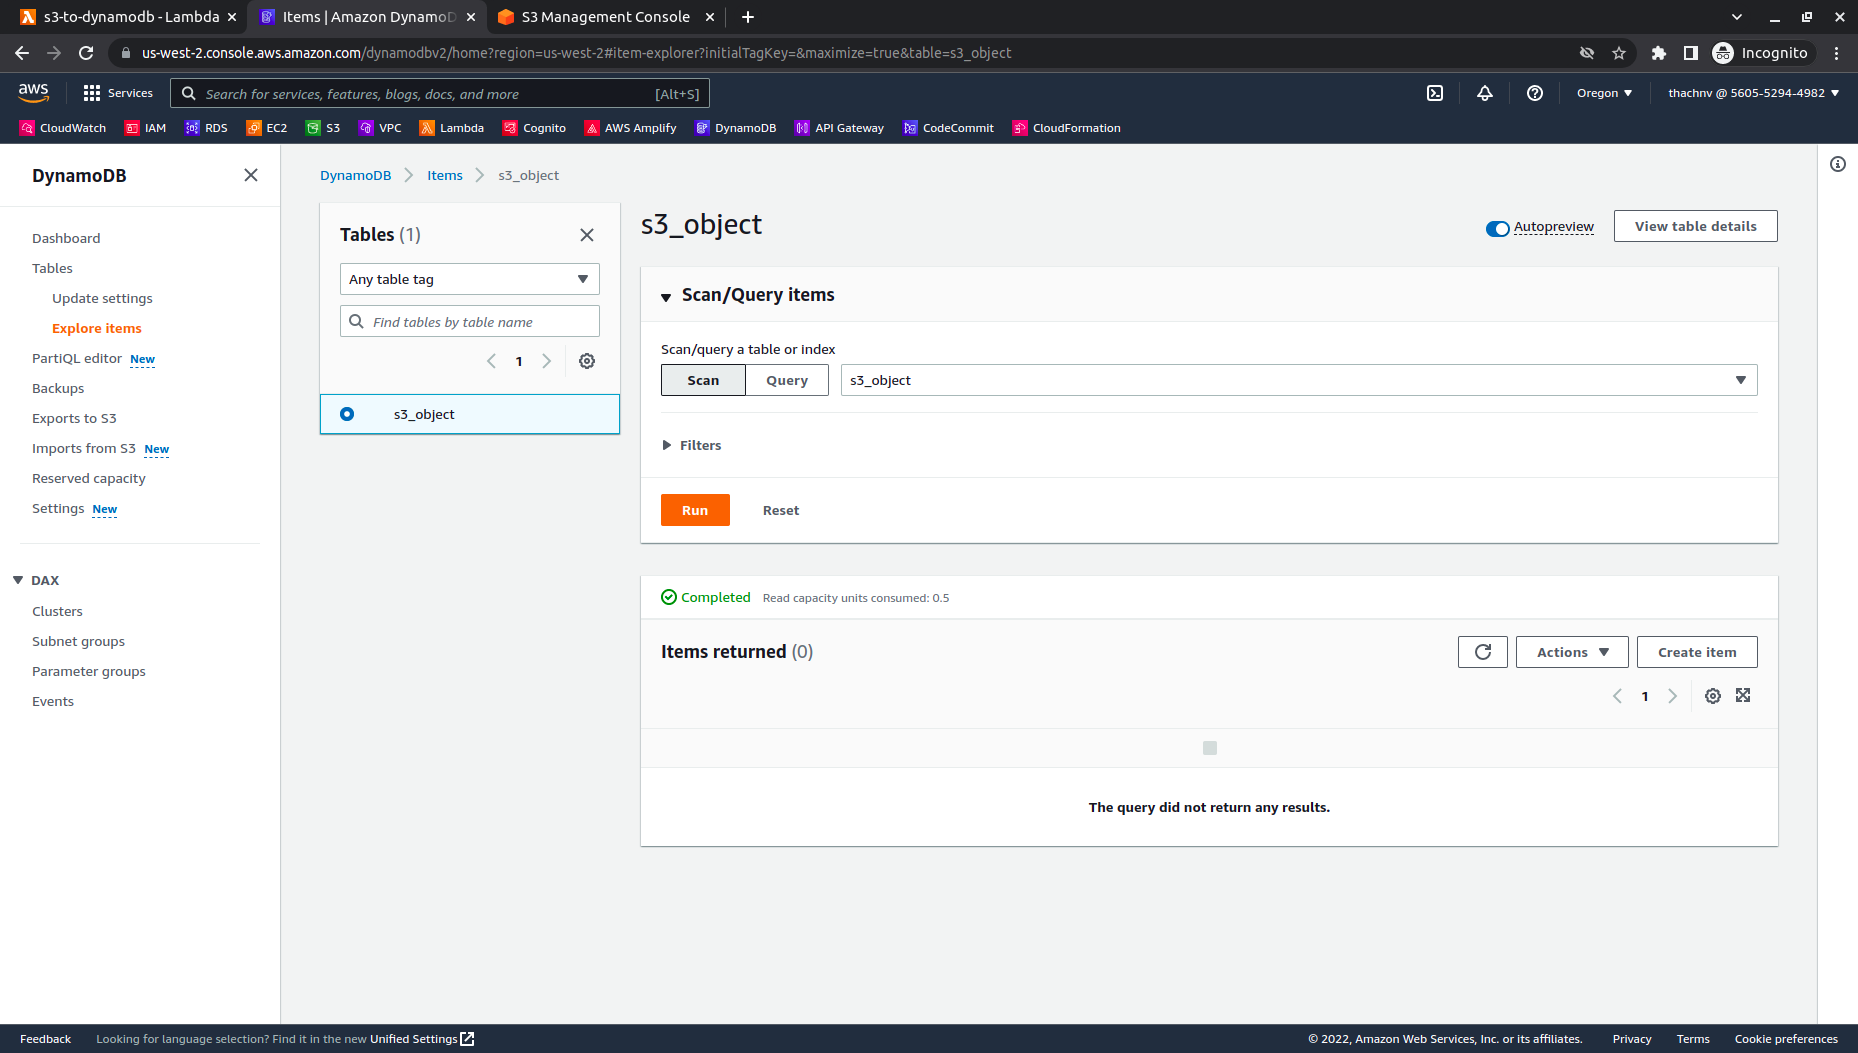 s3-to-dynamodb - Lambda
Items | Amazon DynamoD
S3 Management Console
us-west-2.console.aws.amazon.com/dynamodbv2/home?region=us-west-2#item-explorer?initialTagKey=&maximize=true&table=s3_object
Incognito
aws
Services
Search for services, features, blogs, docs, and more
[Alt+S]
Oregon
thachnv @ 5605-5294-4982
CloudWatch
IAM
RDS
EC2
S3
VPC
Lambda
Cognito
AWS Amplify
DynamoDB
API Gateway
CodeCommit
CloudFormation
DynamoDB
Dashboard
Tables
Update settings
Explore items
PartiQL editor New
Backups
Exports to S3
Imports from S3 New
Reserved capacity
Settings New
DAX
Clusters
Subnet groups
Parameter groups
Events
DynamoDB
Items
s3_object
Tables (1)
Any table tag
Find tables by table name
1
s3_object
s3_object
Autopreview
View table details
Scan/Query items
Scan/query a table or index
Scan
Query
s3_object
Filters
Run
Reset
Completed
Read capacity units consumed: 0.5
Items returned (0)
Actions
Create item
1
The query did not return any results.
Feedback
Looking for language selection? Find it in the new Unified Settings
© 2022, Amazon Web Services, Inc. or its affiliates.
Privacy
Terms
Cookie preferences